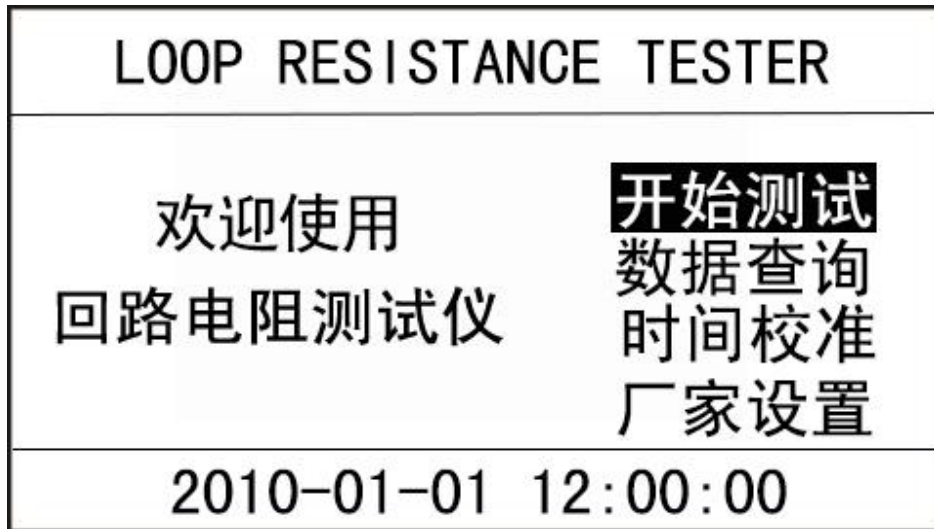 LOOP RESISTANCE TESTER
欢迎使用
回路电阻测试仪
开始测试
数据查询
时间校准
厂家设置
2010-01-01 12:00:00